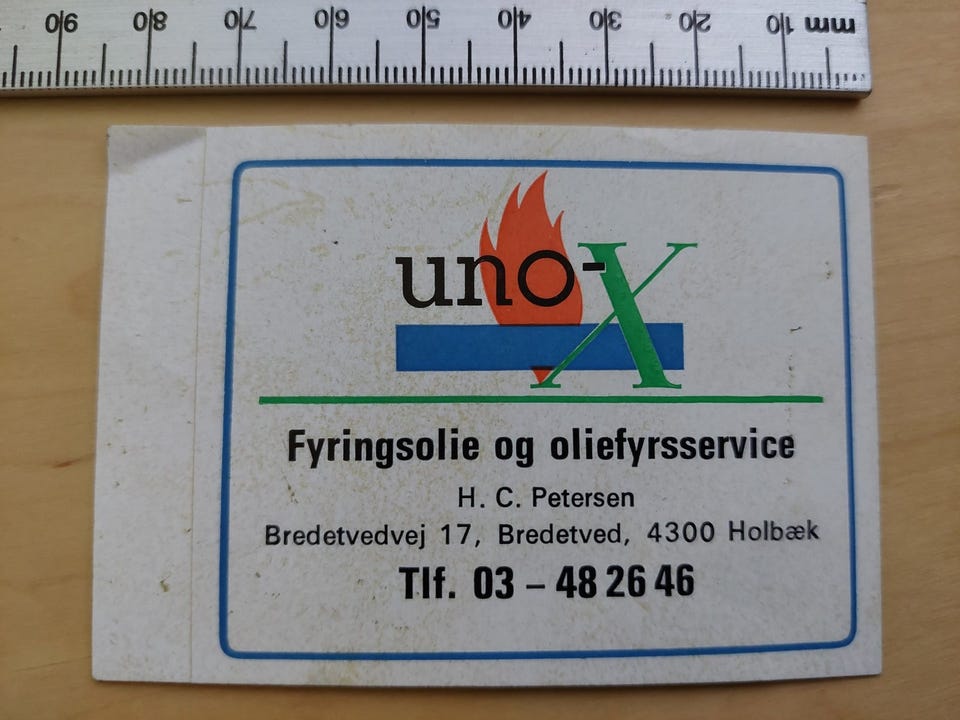 90 80 70 60 50 40 30 20 10 mm
uno-X
Fyringsolie og oliefyrsservice
H. C. Petersen
Bredetvedvej 17, Bredetved, 4300 Holbæk
Tlf. 03 – 48 26 46